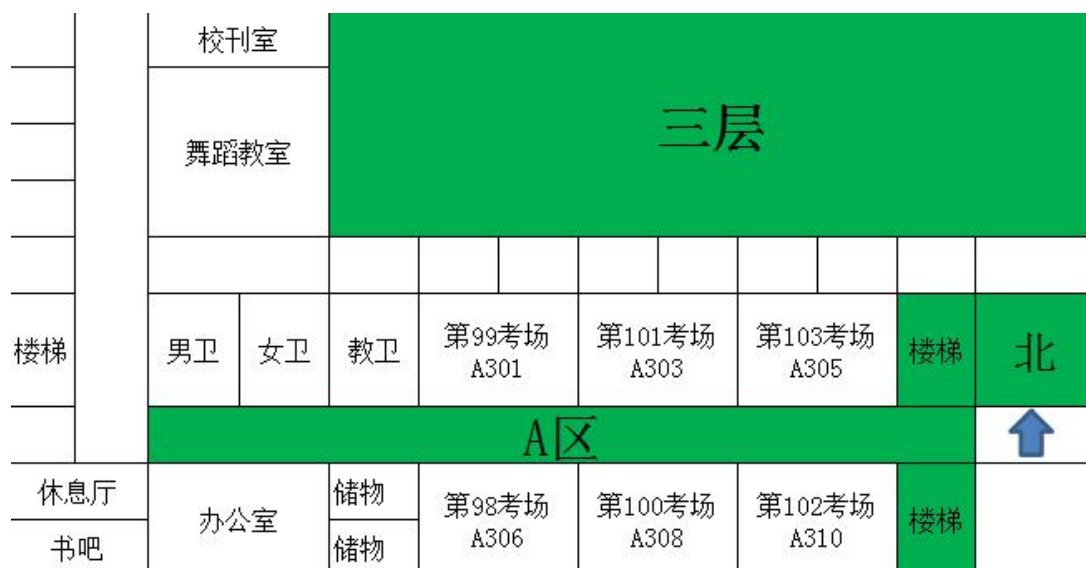 校刊室
三层
舞蹈教室
楼梯
男卫
女卫
教卫
第99考场
A301
第101考场
A303
第103考场
A305
楼梯
北
A区
休息厅
书吧
办公室
储物
储物
第98考场
A306
第100考场
A308
第102考场
A310
楼梯